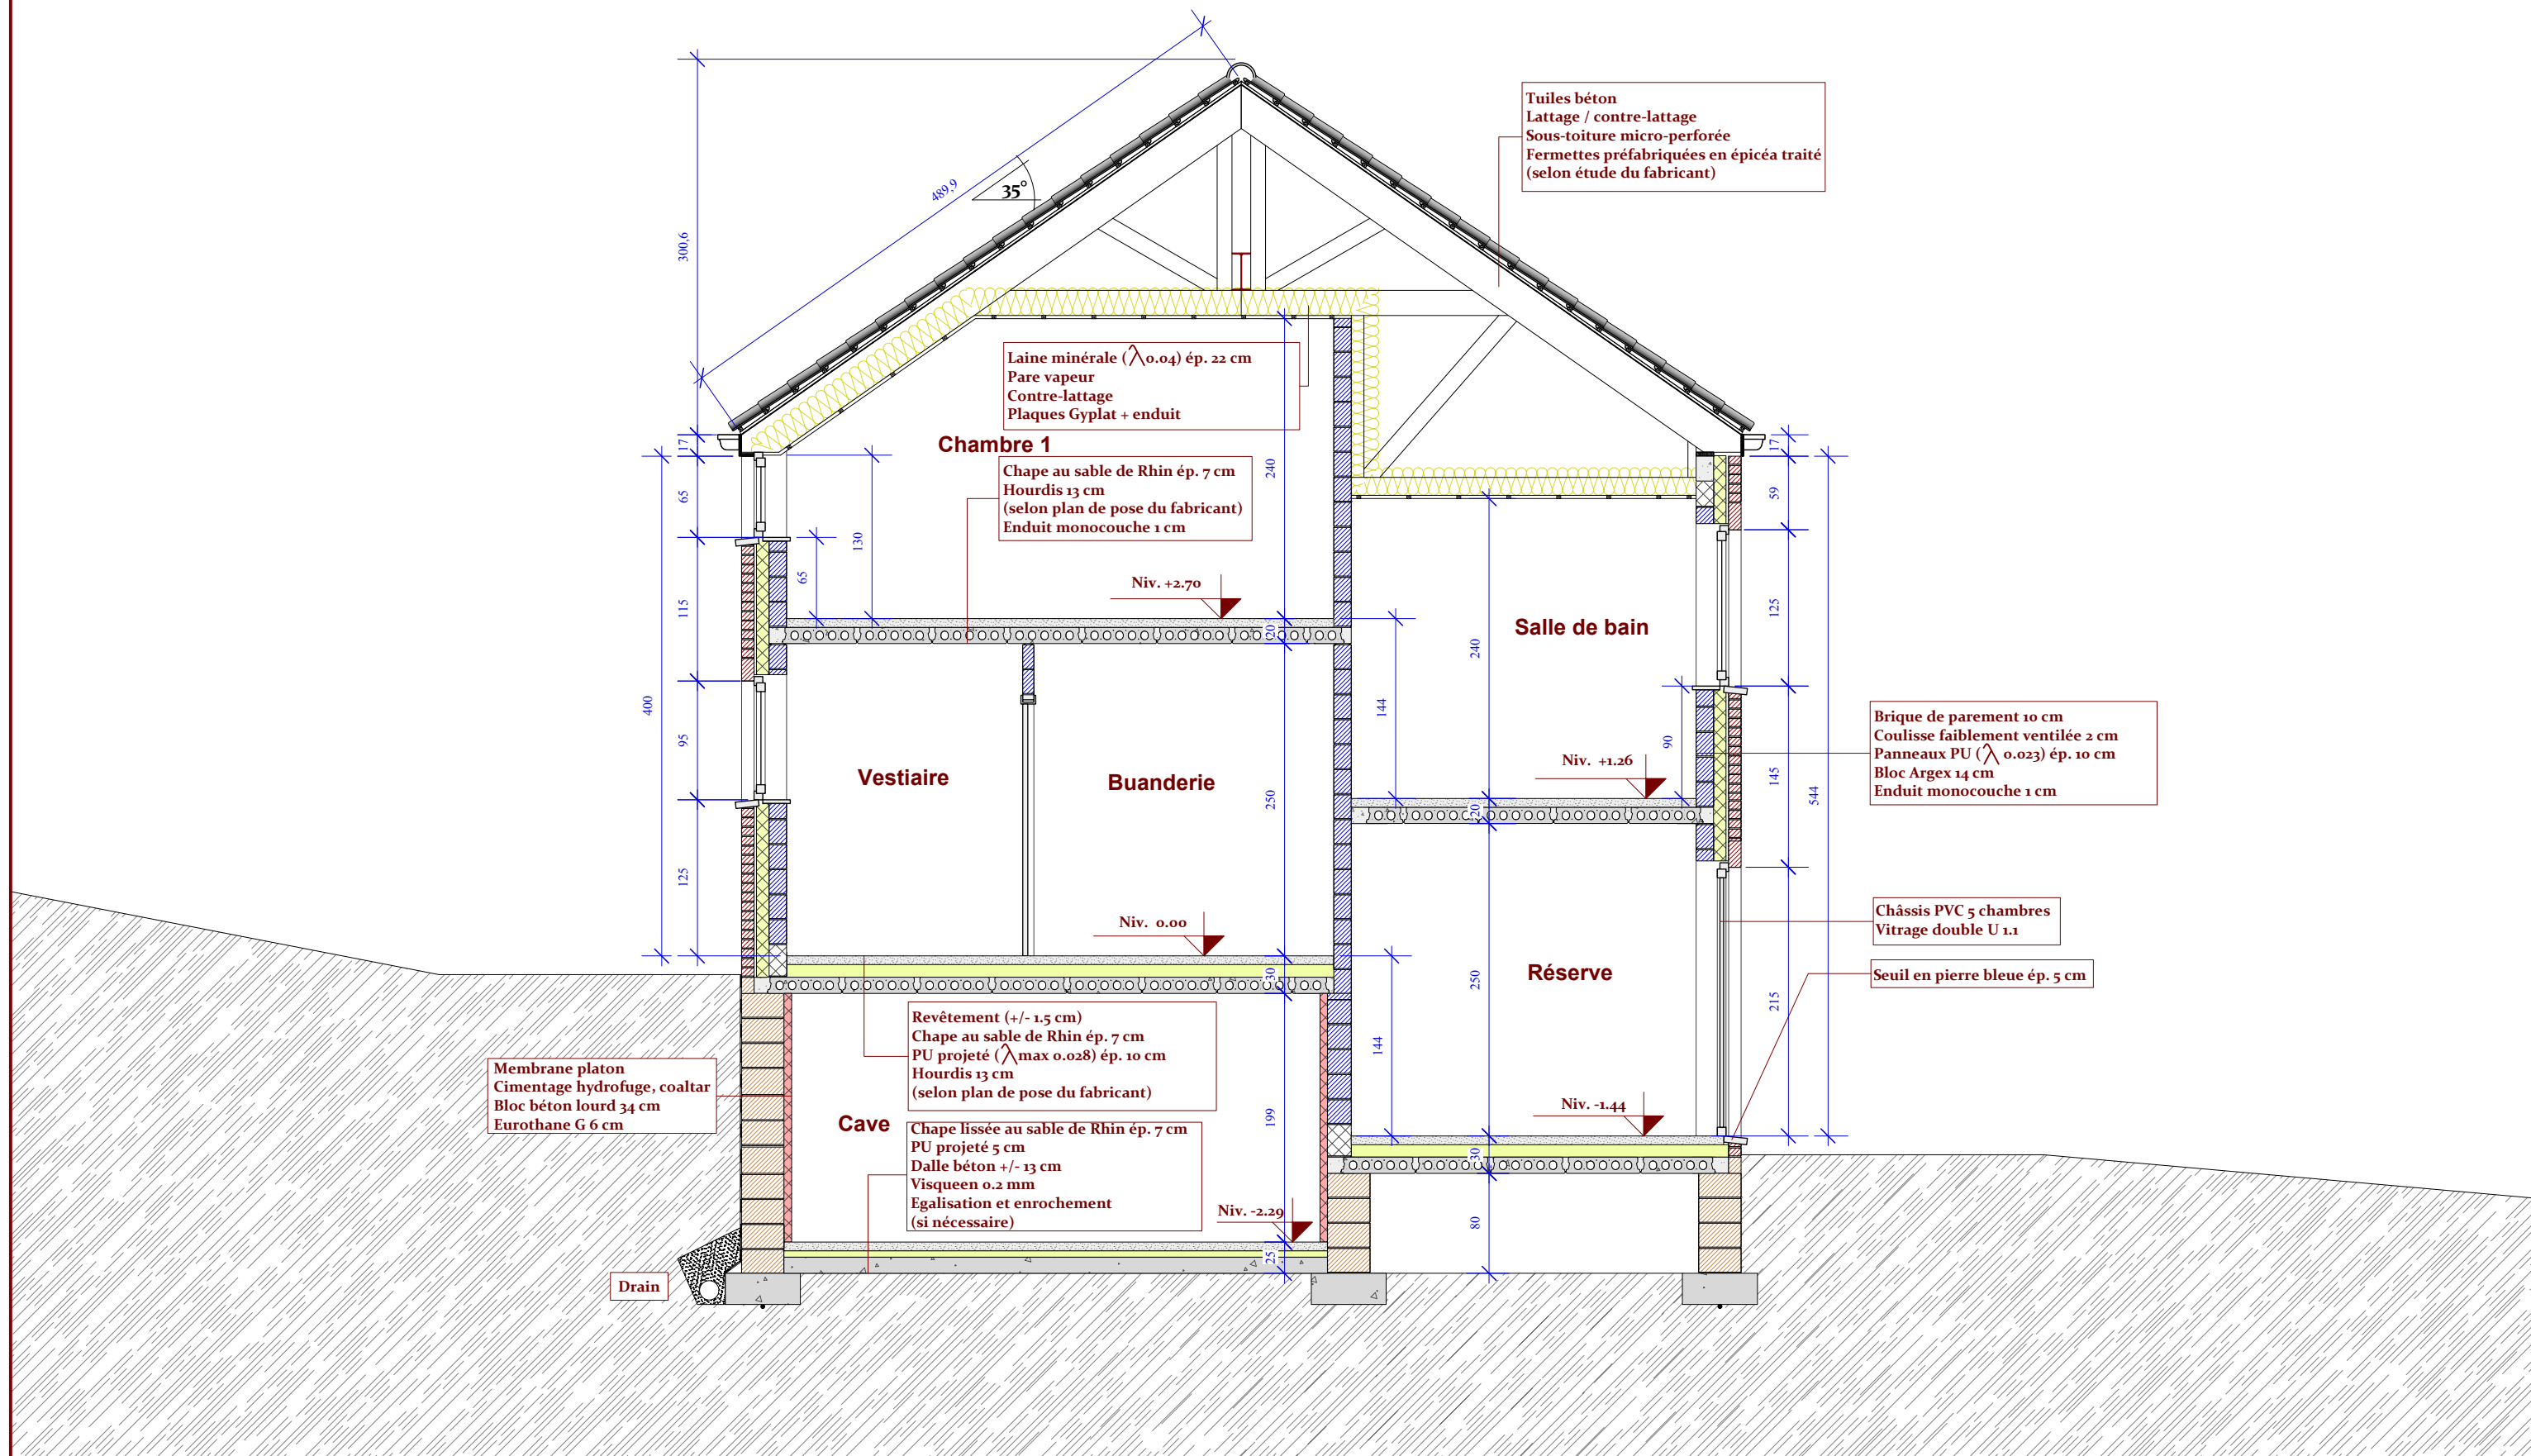 489,9
35°
300,6
Tuiles béton
Lattage / contre-lattage
Sous-toiture micro-perforée
Fermettes préfabriquées en épicéa traité
(selon étude du fabricant)
Laine minérale (λ0.04) ép. 22 cm
Pare vapeur
Contre-lattage
Plaques Gyplat + enduit
Chambre 1
Chape au sable de Rhin ép. 7 cm
Hourdis 13 cm
(selon plan de pose du fabricant)
Enduit monocouche 1 cm
17
65
115
95
125
400
65
130
240
20
250
30
199
25
Niv. +2.70
Vestiaire
Buanderie
Niv. 0.00
144
144
Salle de bain
240
20
250
30
80
90
Niv. +1.26
Réserve
Niv. -1.44
17
59
125
145
215
544
Brique de parement 10 cm
Coulisse faiblement ventilée 2 cm
Panneaux PU (λ 0.023) ép. 10 cm
Bloc Argex 14 cm
Enduit monocouche 1 cm
Châssis PVC 5 chambres
Vitrage double U 1.1
Seuil en pierre bleue ép. 5 cm
Revêtement (+/- 1.5 cm)
Chape au sable de Rhin ép. 7 cm
PU projeté (λmax 0.028) ép. 10 cm
Hourdis 13 cm
(selon plan de pose du fabricant)
Membrane platon
Cimentage hydrofuge, coaltar
Bloc béton lourd 34 cm
Eurothane G 6 cm
Cave
Chape lissée au sable de Rhin ép. 7 cm
PU projeté 5 cm
Dalle béton +/- 13 cm
Visqueen 0.2 mm
Egalisation et enrochement
(si nécessaire)
Niv. -2.29
Drain